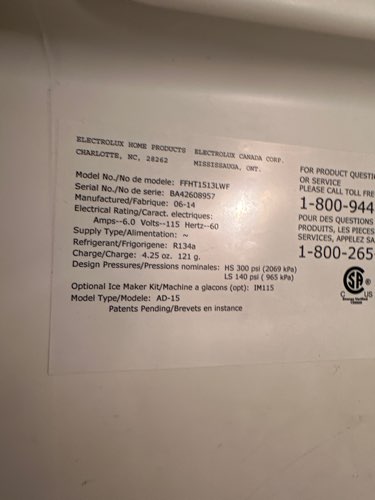 ELECTROLUX HOME PRODUCTS ELECTROLUX CANADA CORP.
CHARLOTTE, NC, 28262 MISSISSAUGA, ONT.
Model No./No de modele: FFHT1513LWF
Serial No./No de serie: BA42608957
Manufactured/Fabrique: 06-14
Electrical Rating/Caract. electriques:
Amps--6.0 Volts--115 Hertz--60
Supply Type/Alimentation: ~
Refrigerant/Frigorigene: R134a
Charge/Charge: 4.25 oz. 121 g.
Design Pressures/Pressions nominales: HS 300 psi (2069 kPa)
LS 140 psi ( 965 kPa)
Optional Ice Maker Kit/Machine a glacons (opt): IM115
Model Type/Modele: AD-15
Patents Pending/Brevets en instance
FOR PRODUCT QUESTI
OR SERVICE
PLEASE CALL TOLL FRE
1-800-944
POUR DES QUESTIONS
PRODUITS, LES PIECES
SERVICES, APPELEZ SA
1-800-265
SA ®
C US
Energy Verified